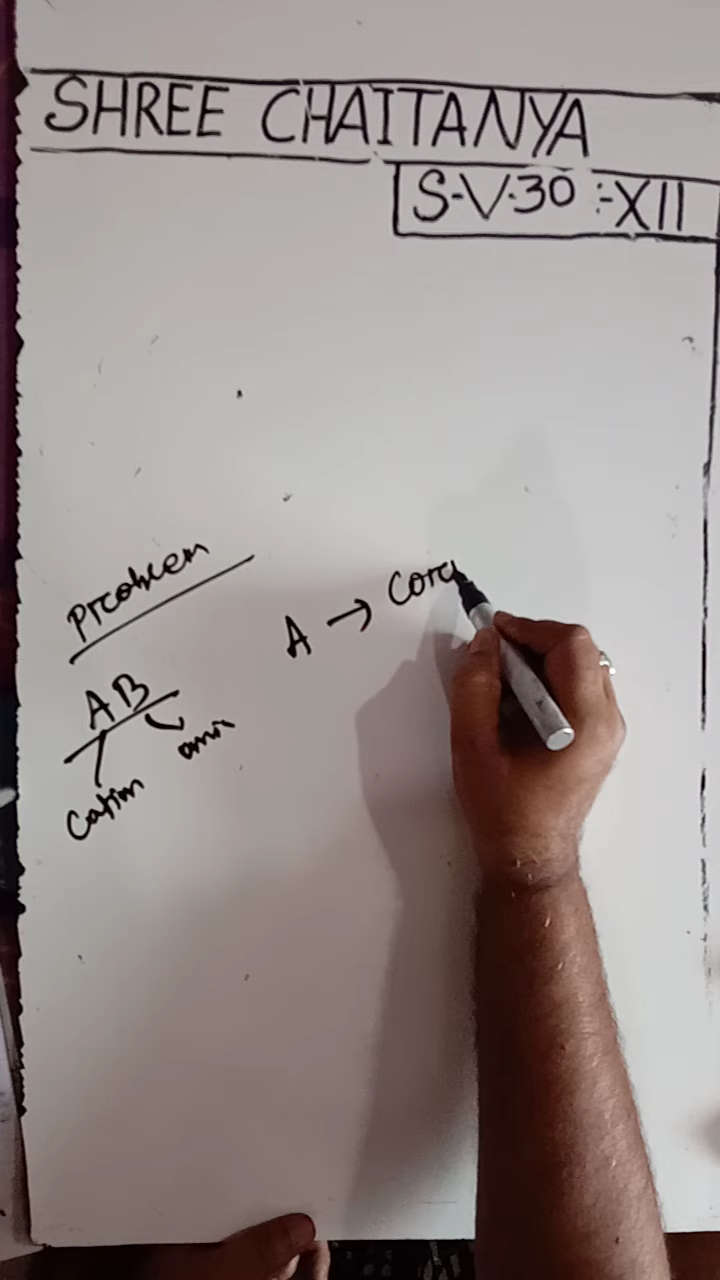 SHREE CHAITANYA
S-V-30 :-XII
Problem
A → Cor
AB
anion
Cation